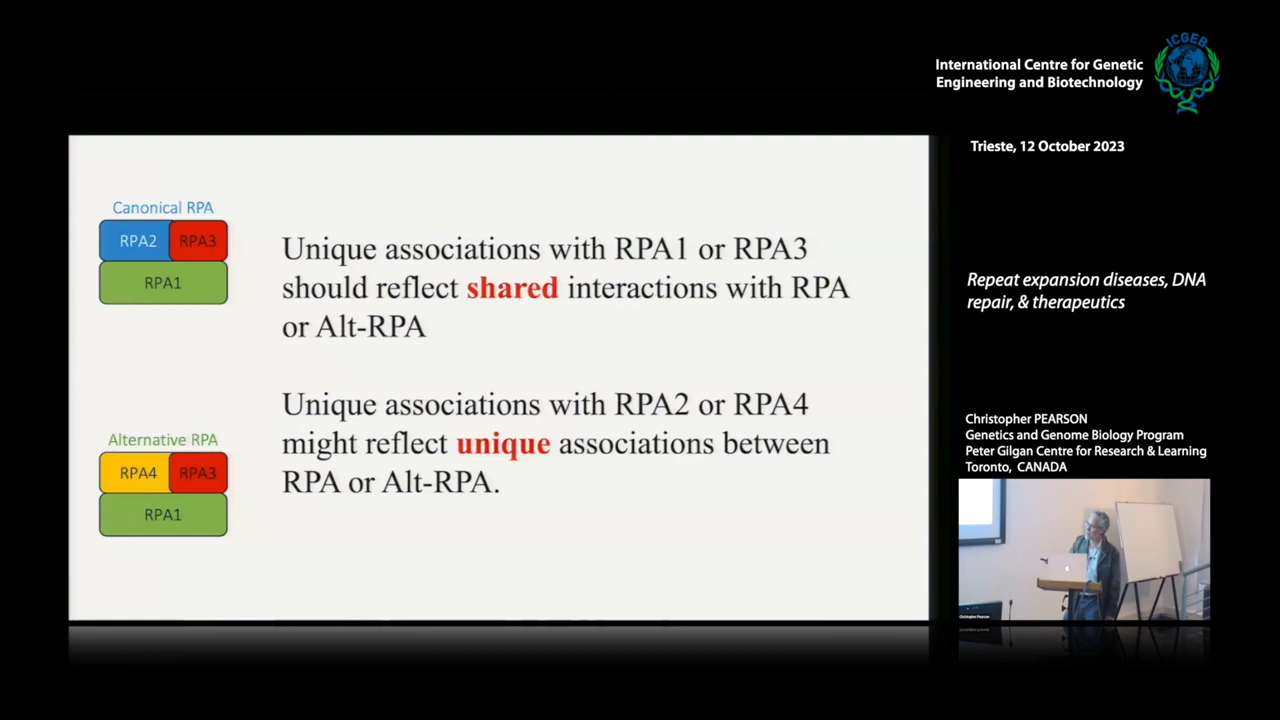 ICGEB
International Centre for Genetic
Engineering and Biotechnology
Trieste, 12 October 2023
Canonical RPA
RPA2
RPA3
RPA1
Unique associations with RPA1 or RPA3
should reflect shared interactions with RPA
or Alt-RPA
Unique associations with RPA2 or RPA4
might reflect unique associations between
RPA or Alt-RPA.
Alternative RPA
RPA4
RPA3
RPA1
Repeat expansion diseases, DNA
repair, & therapeutics
Christopher PEARSON
Genetics and Genome Biology Program
Peter Gilgan Centre for Research & Learning
Toronto, CANADA
Christopher Pearson